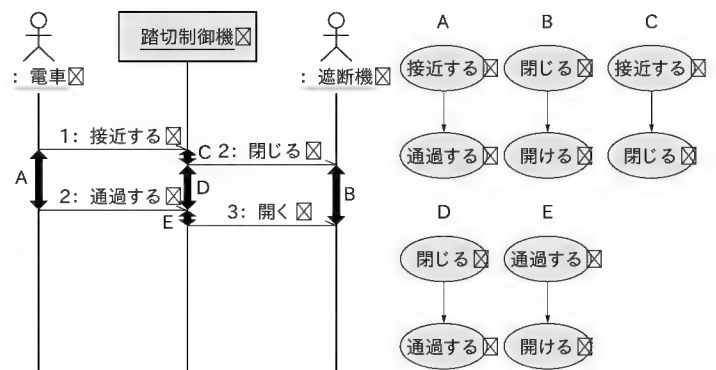 踏切制御機
: 電車
: 遮断機
1: 接近する
C
2: 閉じる
A
D
B
2: 通過する
E
3: 開く
A
B
C
接近する
閉じる
接近する
通過する
開ける
閉じる
D
E
閉じる
通過する
通過する
開ける